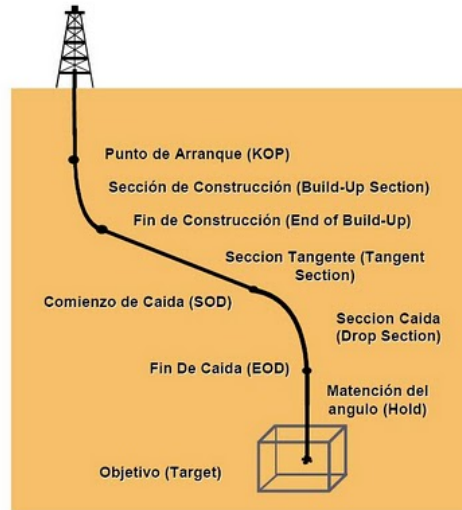 Punto de Arranque (KOP)
Sección de Construcción (Build-Up Section)
Fin de Construcción (End of Build-Up)
Seccion Tangente (Tangent
Section)
Comienzo de Caida (SOD)
Seccion Caida
(Drop Section)
Fin De Caida (EOD)
Matención del
angulo (Hold)
Objetivo (Target)